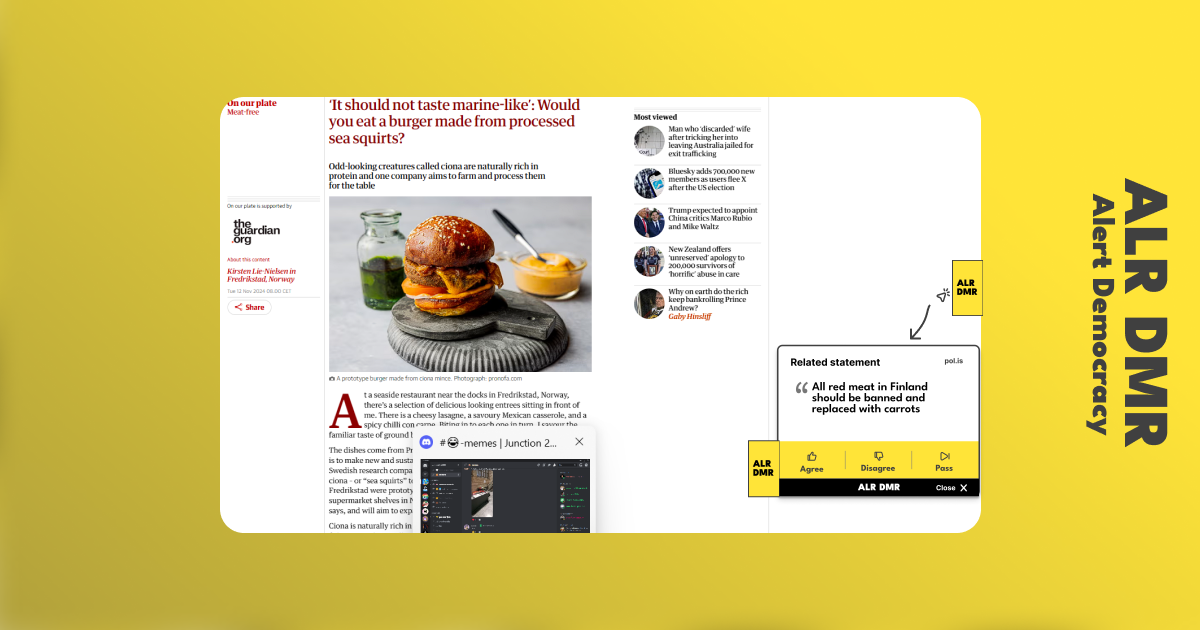 On our plate
Meat-free
On our plate is supported by
the
guardian
.org
About this content
Kirsten Lie-Nielsen in
Fredrikstad, Norway
Tue 12 Nov 2024 06.00 CET
Share
'It should not taste marine-like': Would
you eat a burger made from processed
sea squirts?
Odd-looking creatures called ciona are naturally rich in
protein and one company aims to farm and process them
for the table
A prototype burger made from ciona mince. Photograph: pronofa.com
At a seaside restaurant near the docks in Fredrikstad, Norway,
there's a selection of delicious looking entrees sitting in front of
me. There is a cheesy lasagne, a savoury Mexican casserole, and a
spicy chilli con carne. Biting in to each one in turn, I savour the
familiar taste of ground b
The dishes come from Pr
is to make new and susta
Swedish research compa
ciona – or “sea squirts” t
Fredrikstad were prototy
supermarket shelves in N
says, and will aim to exp
Ciona is naturally rich in
#😂-memes | Junction 2...
Most viewed
Man who 'discarded' wife
after tricking her into
leaving Australia jailed for
exit trafficking
Bluesky adds 700,000 new
members as users flee X
after the US election
Trump expected to appoint
China critics Marco Rubio
and Mike Waltz
New Zealand offers
'unreserved' apology to
200,000 survivors of
'horrific' abuse in care
Why on earth do the rich
keep bankrolling Prince
Andrew?
Gaby Hinsliff
ALR
DMR
Related statement
pol.is
“ All red meat in Finland
should be banned and
replaced with carrots
ALR
DMR
Agree
Disagree
Pass
ALR DMR
Close X
ALR DMR
Alert Democracy